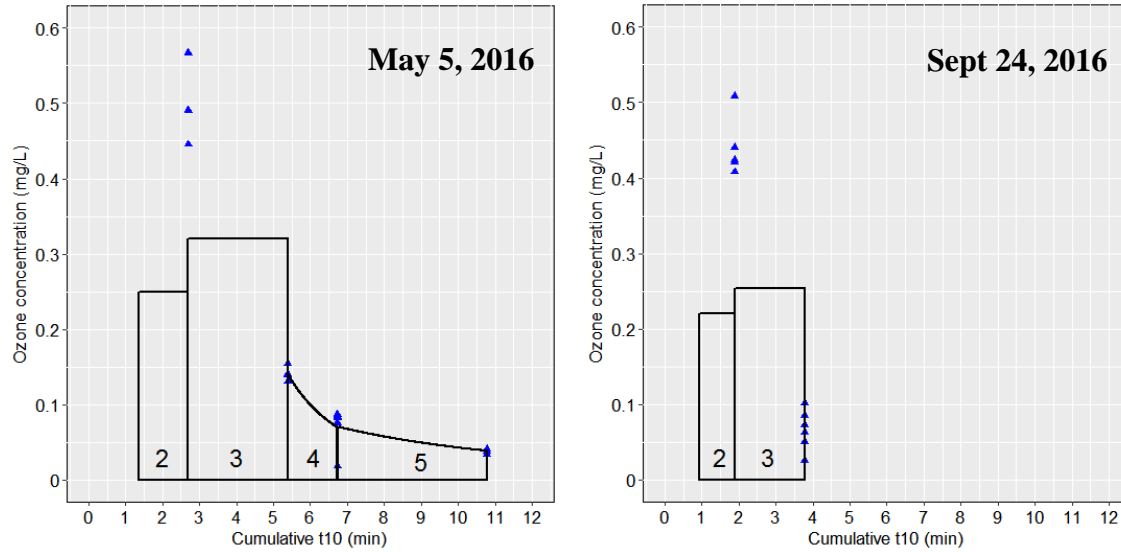 May 5, 2016
Ozone concentration (mg/L)
0.6
0.5
0.4
0.3
0.2
0.1
0
2 3 4 5
0 1 2 3 4 5 6 7 8 9 10 11 12
Cumulative t10 (min)
Sept 24, 2016
Ozone concentration (mg/L)
0.6
0.5
0.4
0.3
0.2
0.1
0
2 3
0 1 2 3 4 5 6 7 8 9 10 11 12
Cumulative t10 (min)